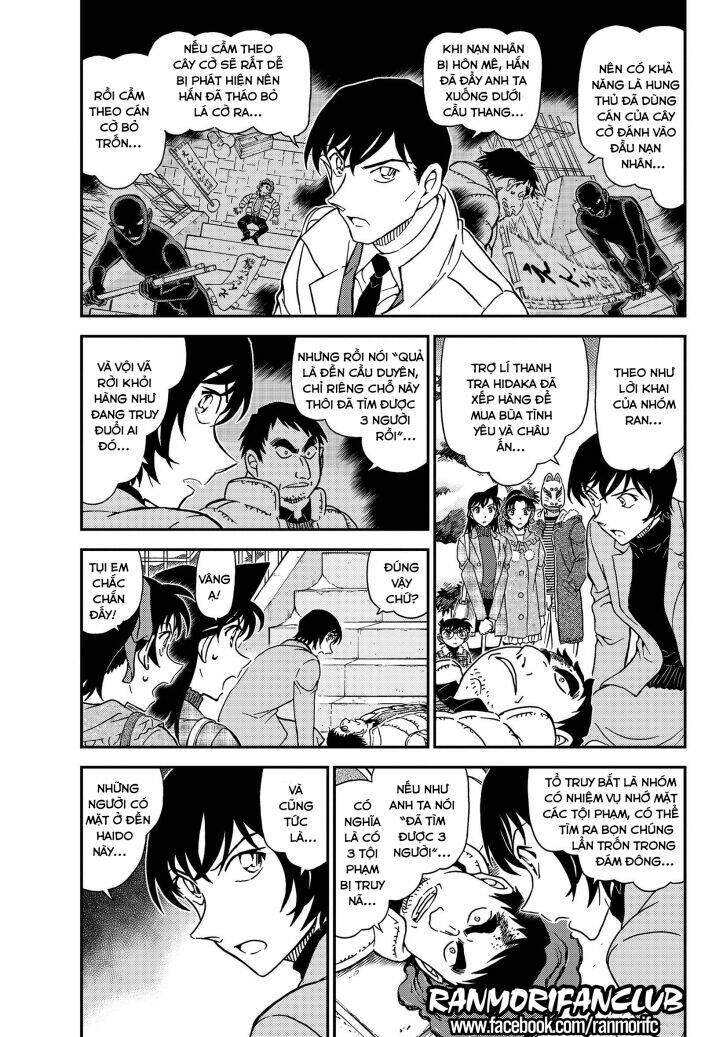 NÊN CÓ KHẢ
NĂNG LÀ HUNG
THỦ ĐÃ DÙNG
CÁN CỦA CÂY
CỜ ĐÁNH VÀO
ĐẦU NẠN
NHÂN...
KHI NẠN NHÂN
BỊ HÔN MÊ, HẮN
ĐÃ ĐẨY ANH TA
XUỐNG DƯỚI
CẦU THANG...
NẾU CẦM THEO
CÂY CỜ SẼ RẤT DỄ
BỊ PHÁT HIỆN NÊN
HẮN ĐÃ THÁO BỎ
LÁ CỜ RA...
RỒI CẦM
THEO CÁN
CỜ BỎ
TRỐN...
THEO NHƯ
LỜI KHAI
CỦA NHÓM
RAN...
TRỢ LÍ THANH
TRA HIDAKA ĐÃ
XẾP HÀNG ĐỂ
MUA BÙA TÌNH
YÊU VÀ CHÂU
ẤN...
NHƯNG RỒI NÓI "QUẢ
LÀ ĐỀN CẦU DUYÊN,
CHỈ RIÊNG CHỖ NÀY
THÔI ĐÃ TÌM ĐƯỢC
3 NGƯỜI
RỒI"...
VÀ VỘI VÃ
RỜI KHỎI
HÀNG NHƯ
ĐANG TRUY
ĐUỔI AI
ĐÓ...
ĐÚNG
VẬY
CHỨ?
VÂNG
Ạ!
TỤI EM
CHẮC
CHẮN
ĐẤY!
TỔ TRUY BẮT LÀ NHÓM
CÓ NHIỆM VỤ NHỚ MẶT
CÁC TỘI PHẠM, CÓ THỂ
TÌM RA BỌN CHÚNG
LẨN TRỐN TRONG
ĐÁM ĐÔNG...
NẾU NHƯ
ANH TA NÓI
"ĐÃ TÌM
ĐƯỢC 3
NGƯỜI"...
CÓ
NGHĨA
LÀ CÓ
3 TỘI
PHẠM
BỊ TRUY
NÃ...
VÀ
CŨNG
TỨC
LÀ...
NHỮNG
NGƯỜI CÓ
MẶT Ở ĐỀN
HAIDO
NÀY...
RANMORIFANCLUB
www.facebook.com/ranmorifc